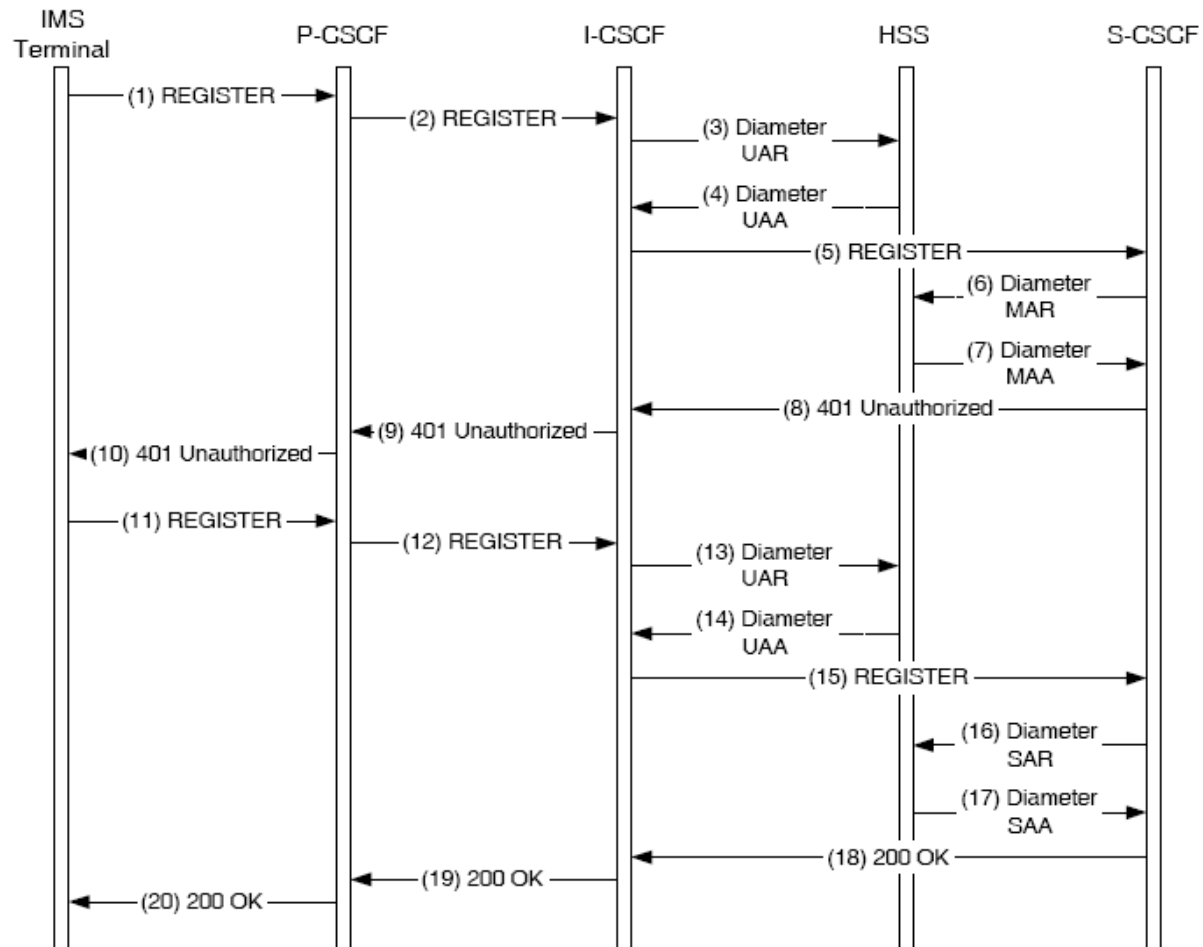 IMS
Terminal
P-CSCF
I-CSCF
HSS
S-CSCF
(1) REGISTER
(2) REGISTER
(3) Diameter
UAR
(4) Diameter
UAA
(5) REGISTER
(6) Diameter
MAR
(7) Diameter
MAA
(8) 401 Unauthorized
(9) 401 Unauthorized
(10) 401 Unauthorized
(11) REGISTER
(12) REGISTER
(13) Diameter
UAR
(14) Diameter
UAA
(15) REGISTER
(16) Diameter
SAR
(17) Diameter
SAA
(18) 200 OK
(19) 200 OK
(20) 200 OK